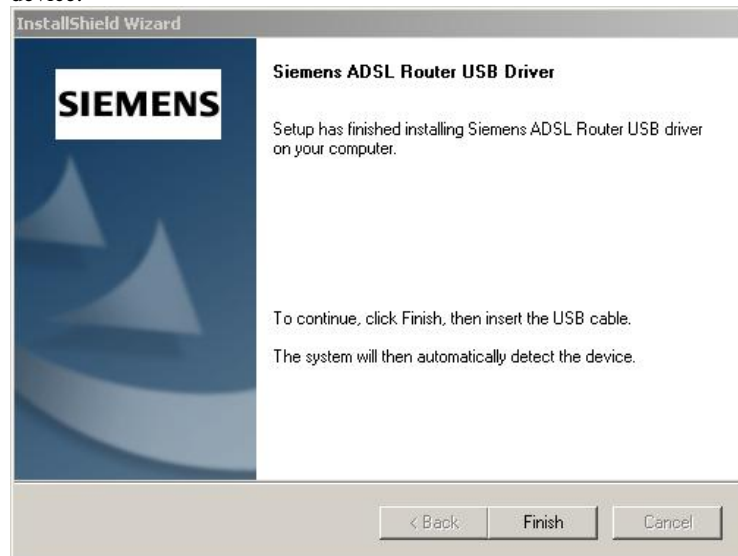 device.
InstallShield Wizard
SIEMENS
Siemens ADSL Router USB Driver
Setup has finished installing Siemens ADSL Router USB driver
on your computer.
To continue, click Finish, then insert the USB cable.
The system will then automatically detect the device.
< Back
Finish
Cancel